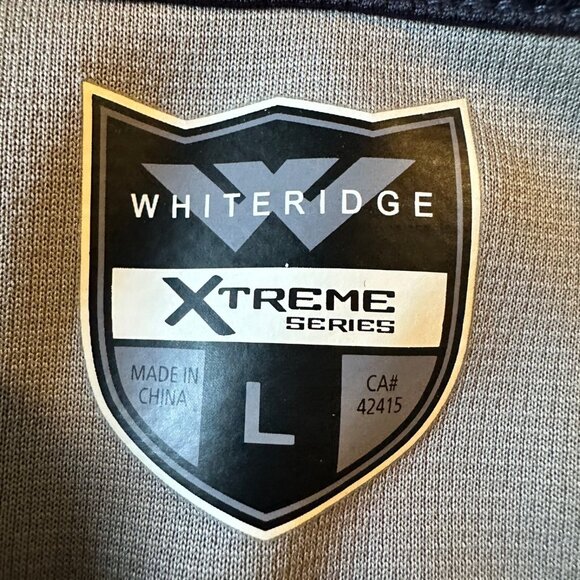 WHITERIDGE
XTREME
SERIES
MADE IN
CHINA
L
CA#
42415